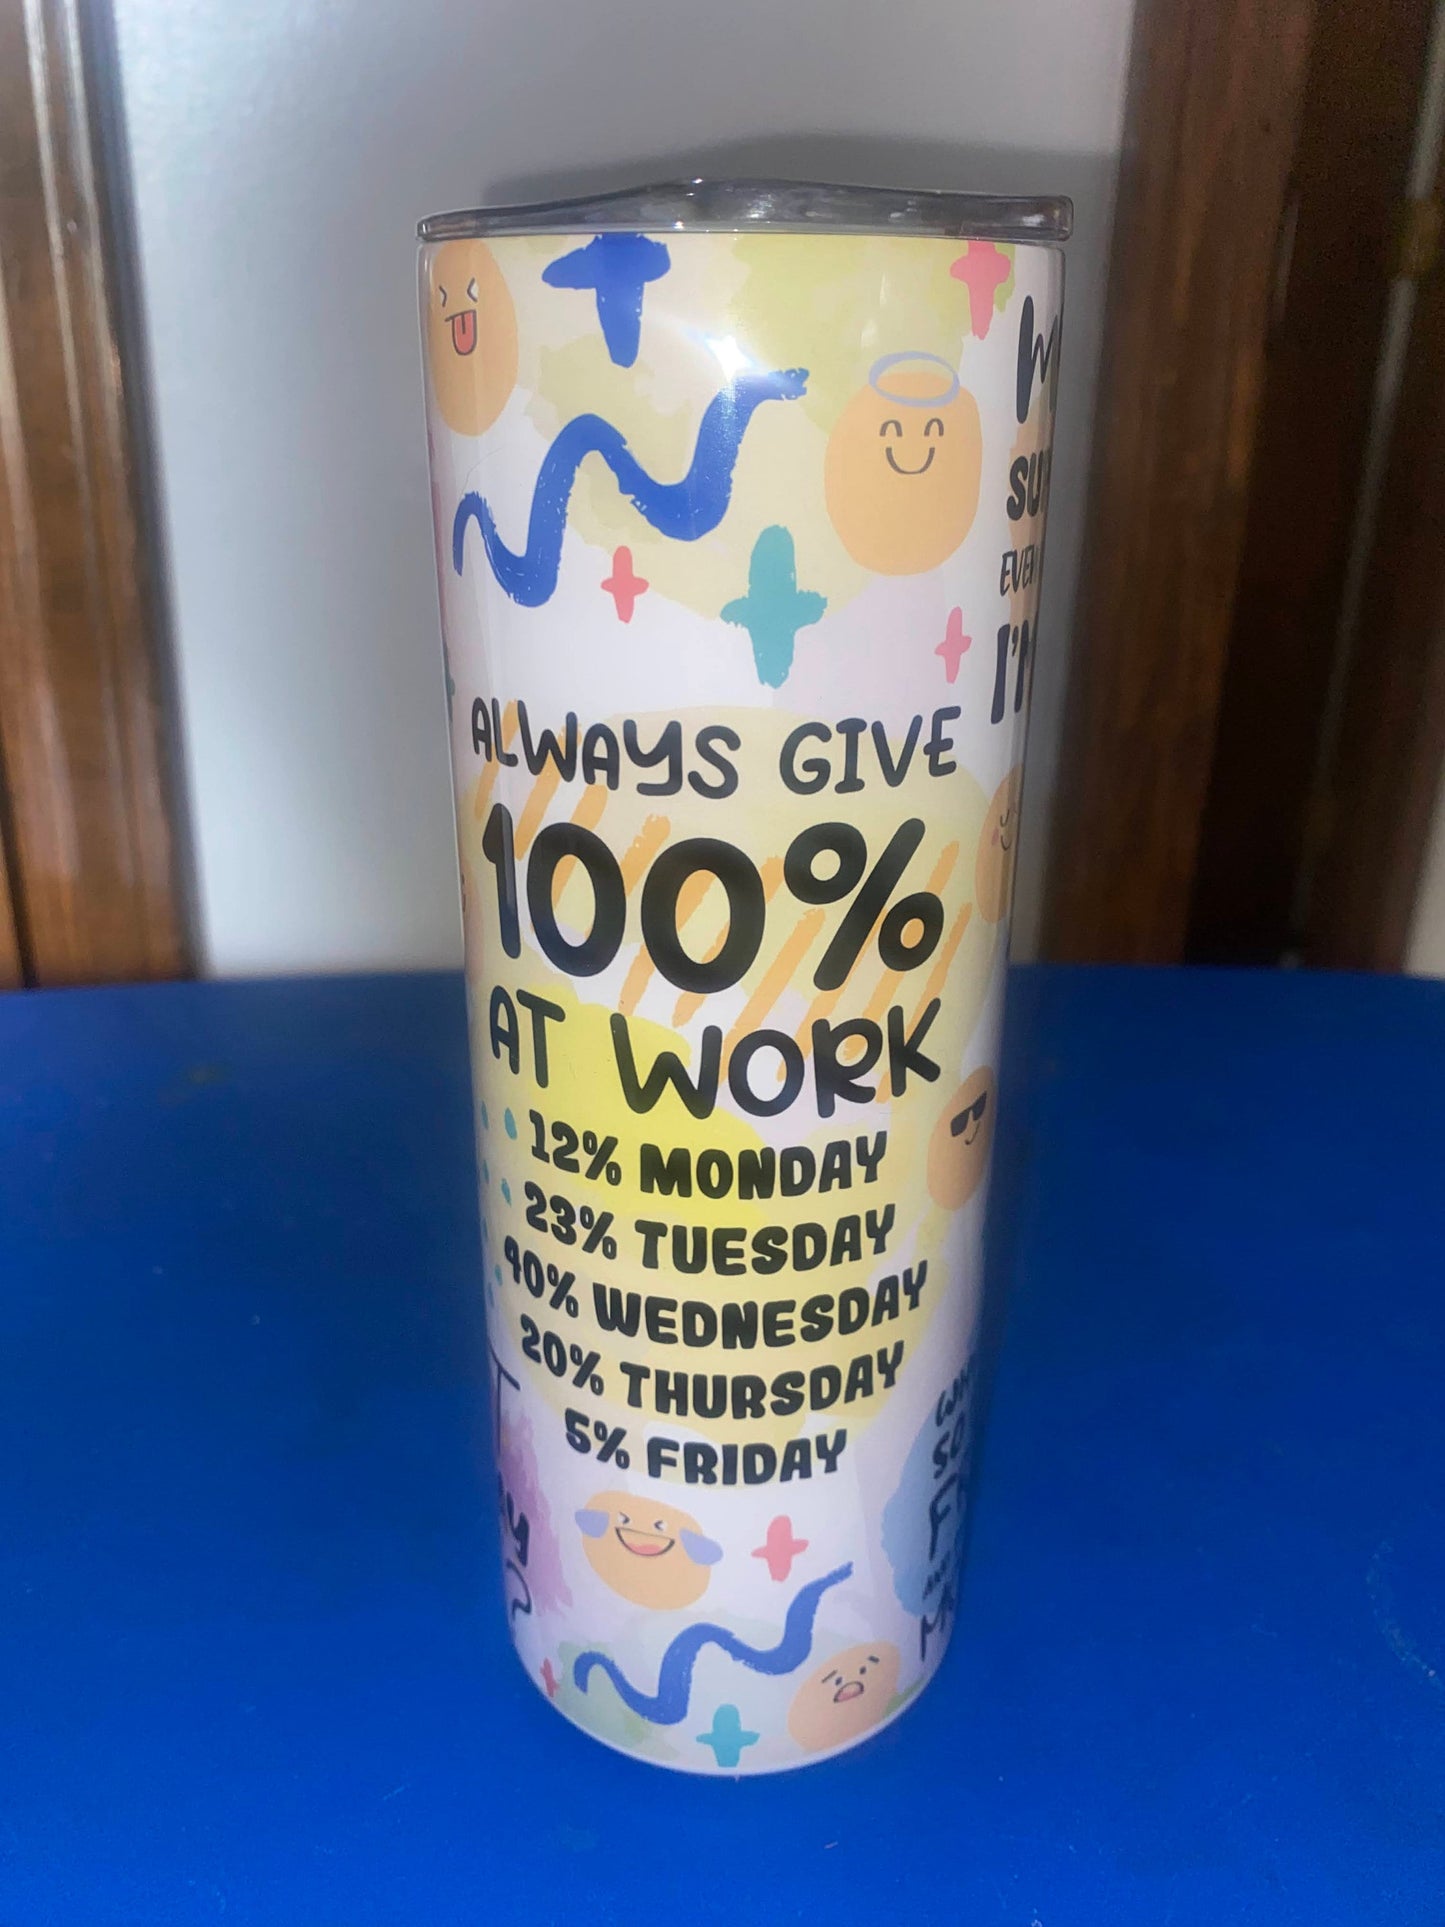 ALWAYS GIVE
100%
AT WORK
12% MONDAY
23% TUESDAY
40% WEDNESDAY
20% THURSDAY
5% FRIDAY
I'M